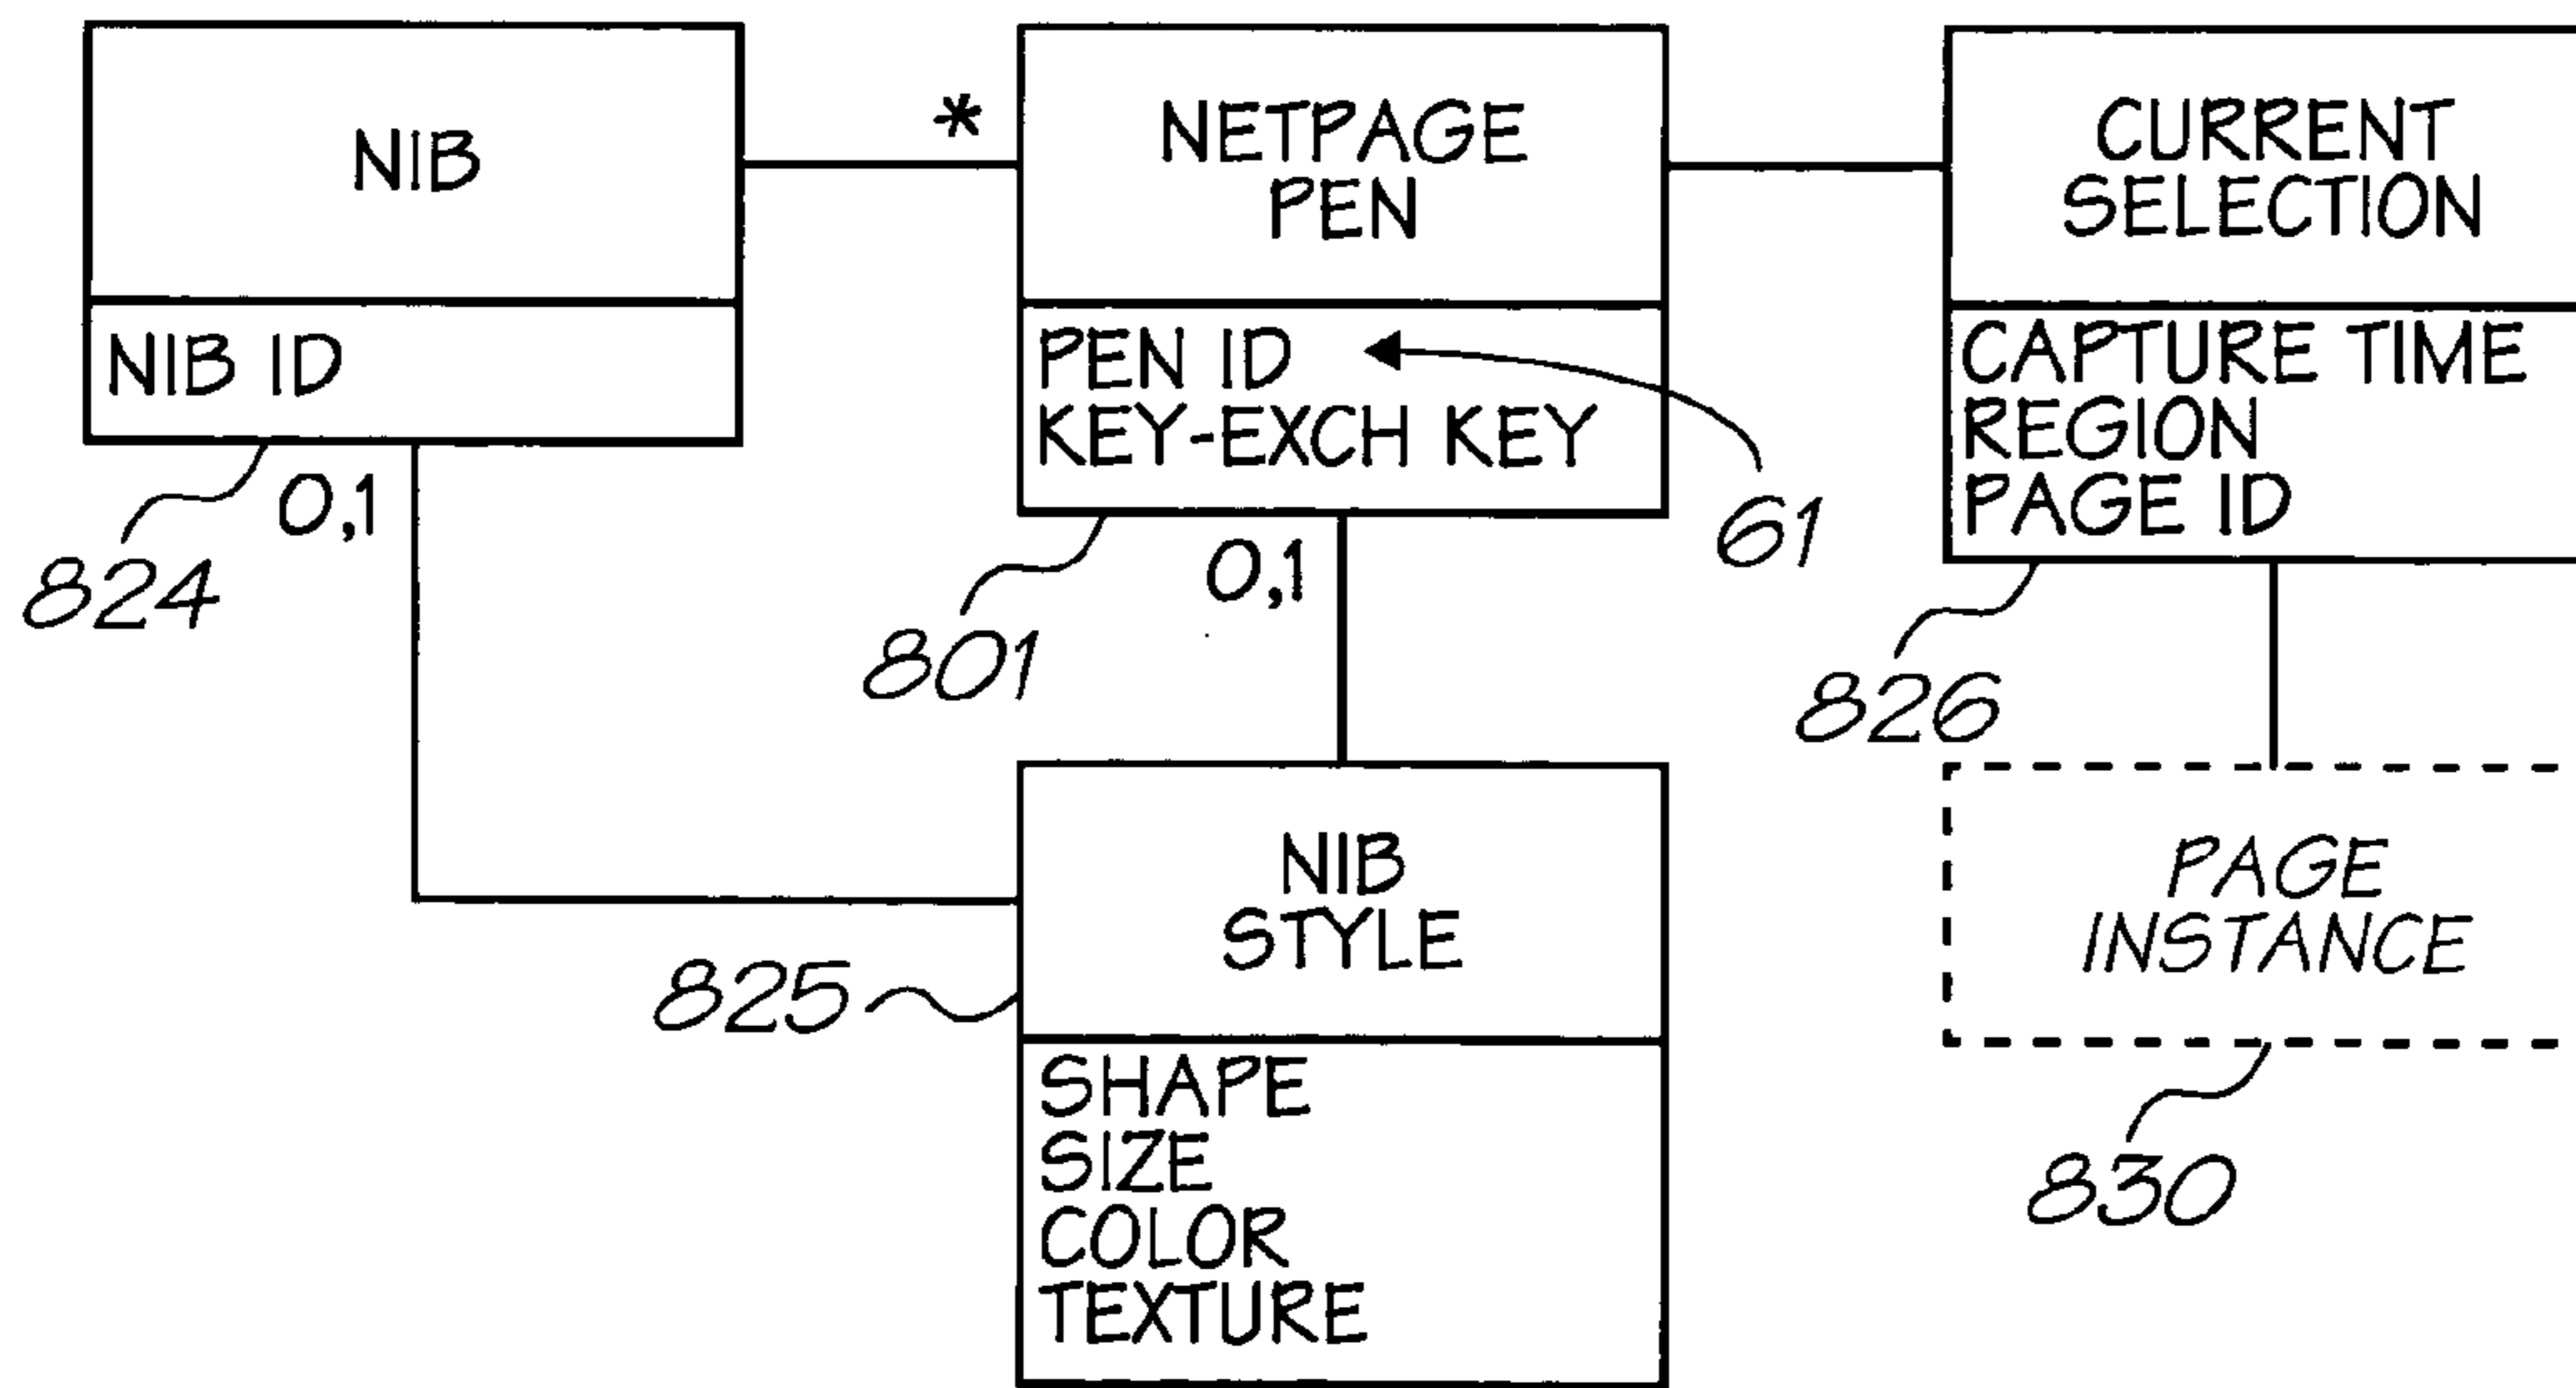 NIB
NIB ID
824
0,1
*
NETPAGE
PEN
PEN ID
KEY-EXCH KEY
61
801
0,1
CURRENT
SELECTION
CAPTURE TIME
REGION
PAGE ID
826
NIB
STYLE
825
SHAPE
SIZE
COLOR
TEXTURE
PAGE
INSTANCE
830